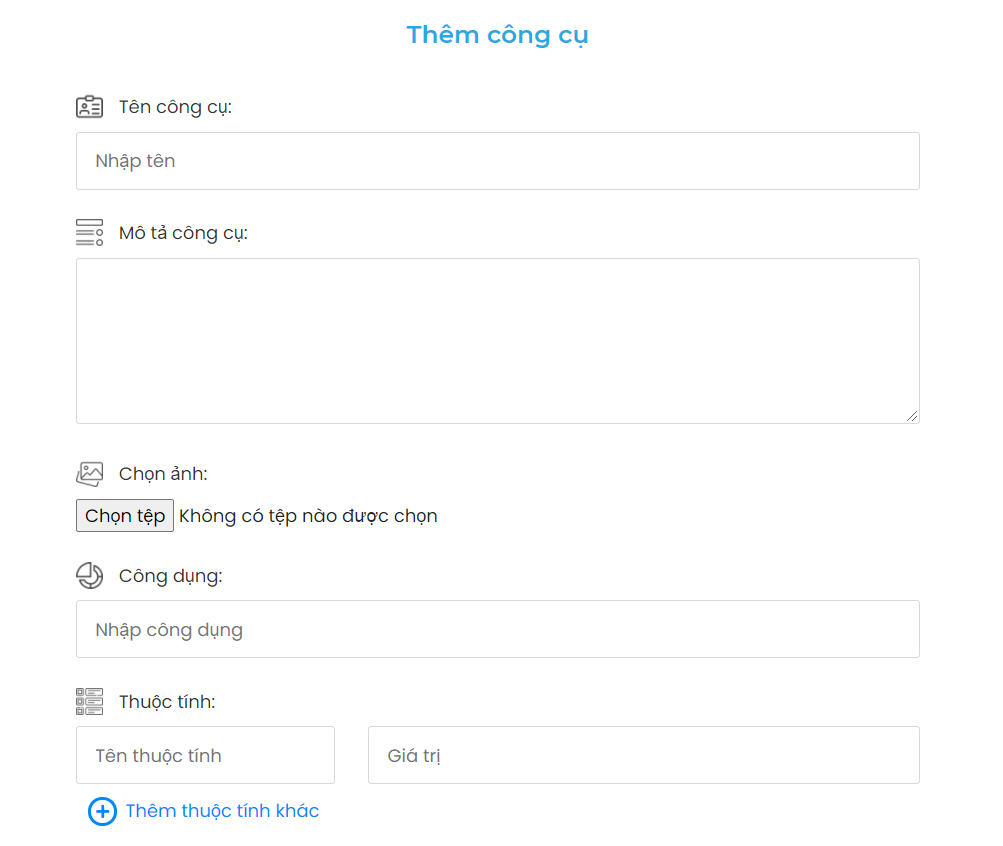 Thêm công cụ
Tên công cụ:
Nhập tên
Mô tả công cụ:
Chọn ảnh:
Chọn tệp Không có tệp nào được chọn
Công dụng:
Nhập công dụng
Thuộc tính:
Tên thuộc tính Giá trị
Thêm thuộc tính khác